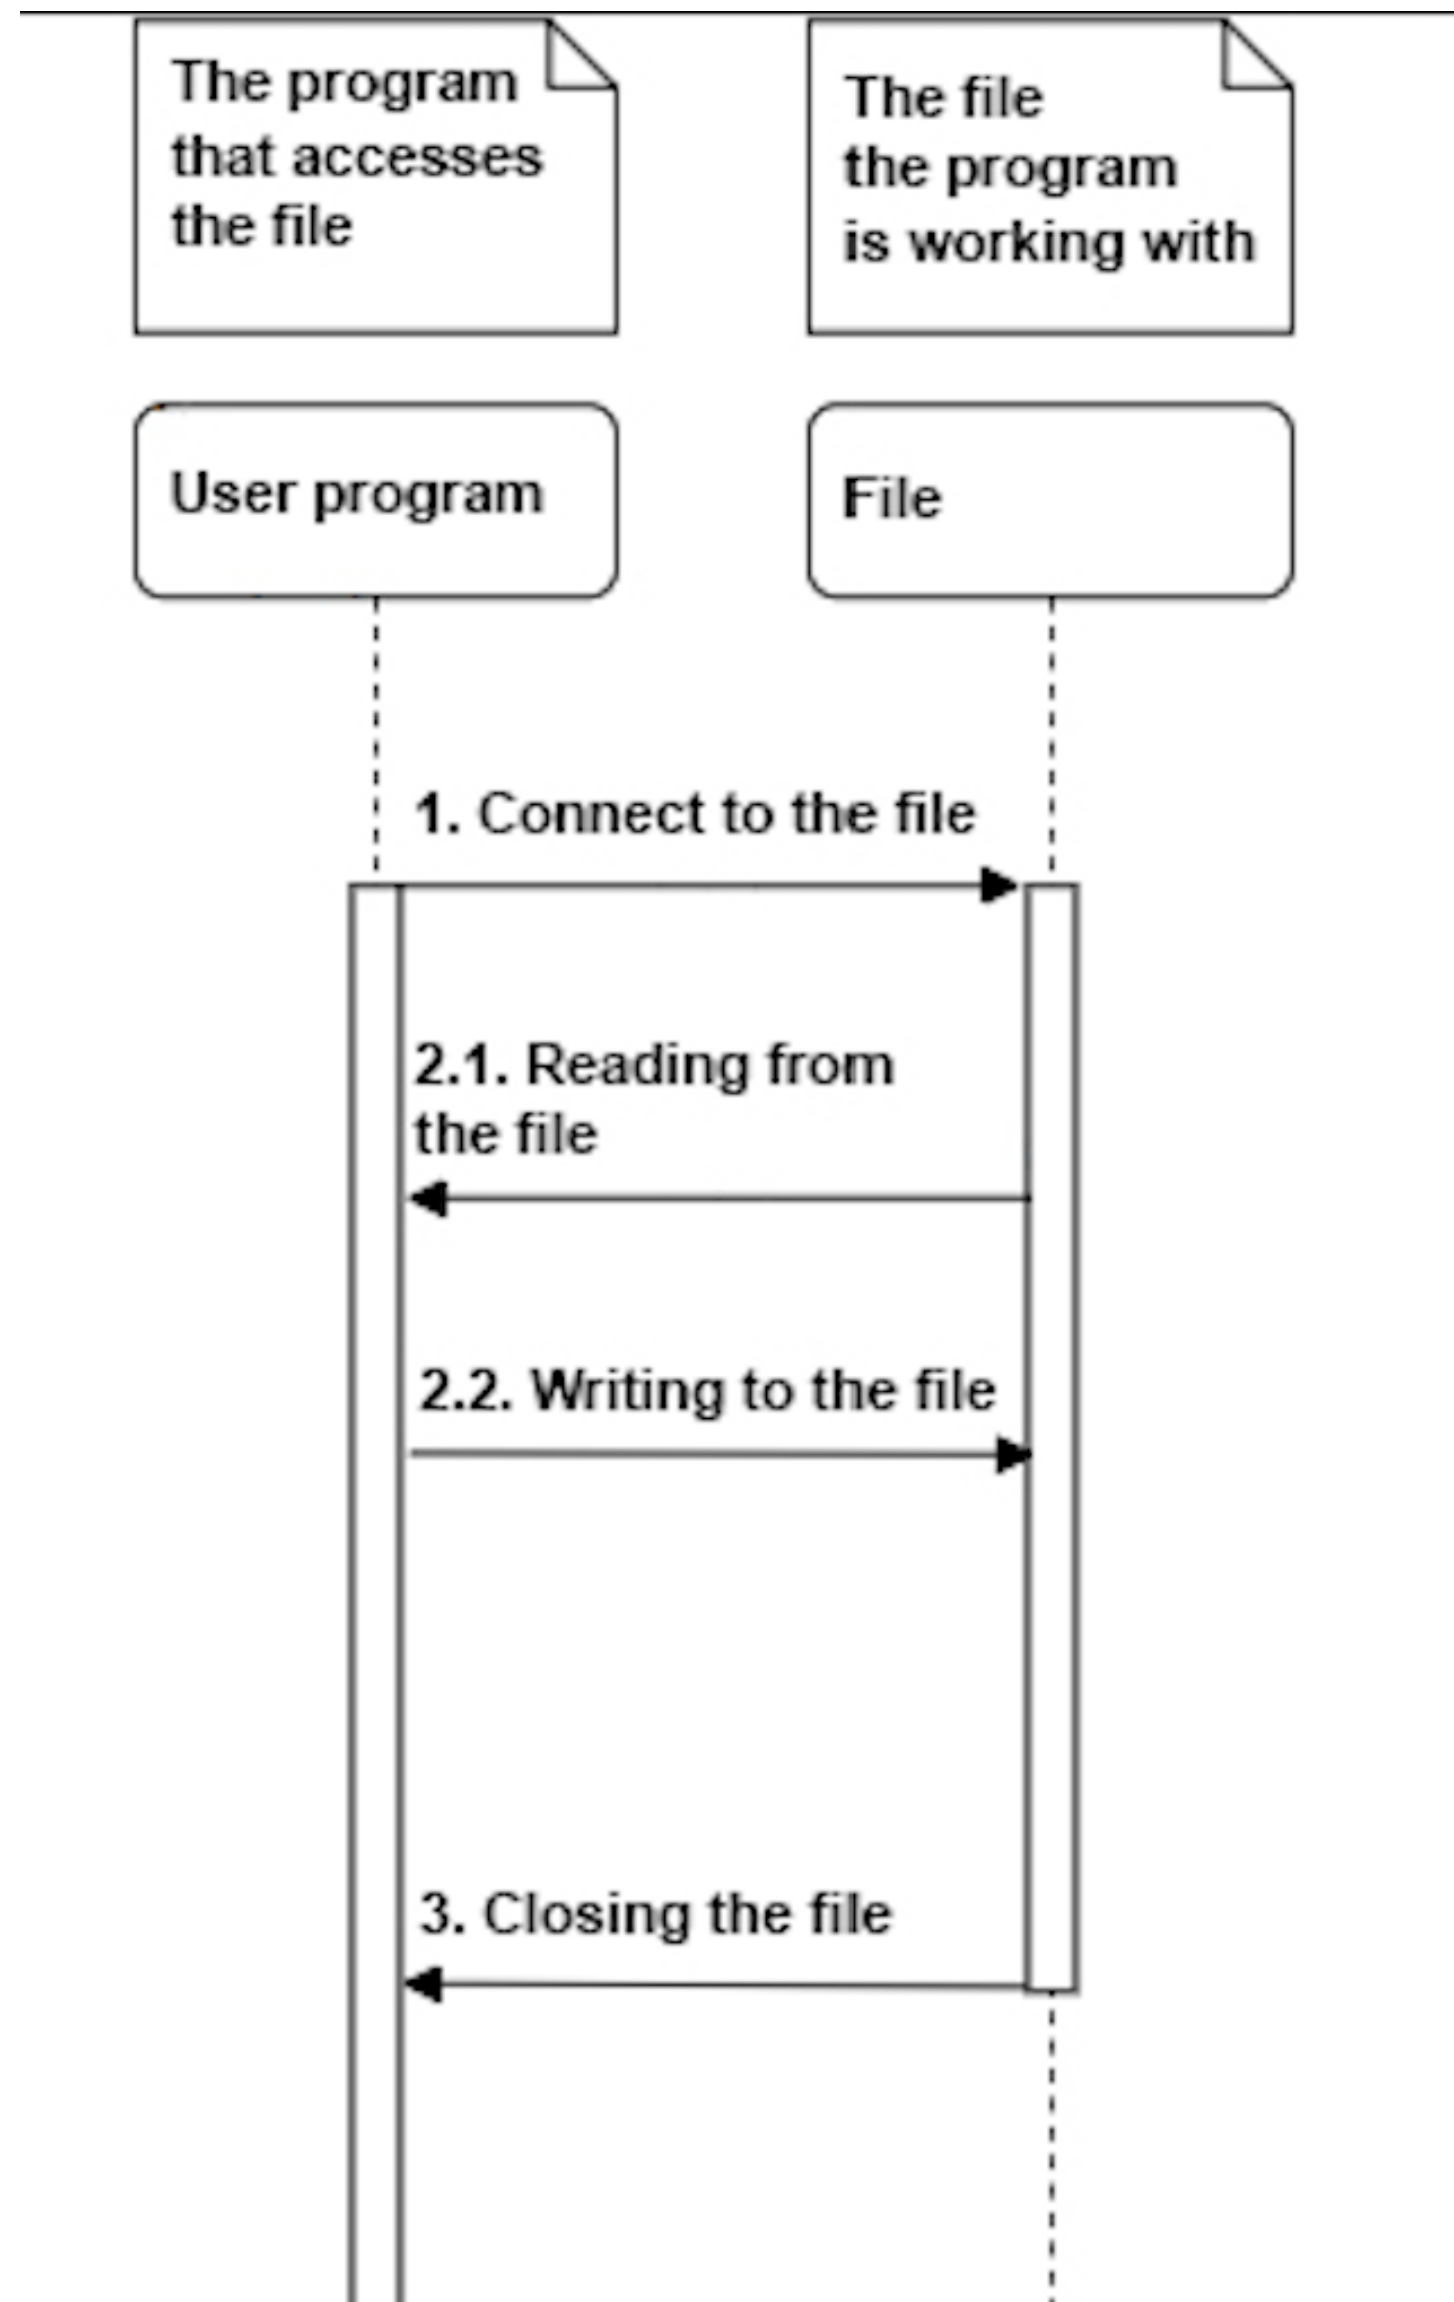 The program
that accesses
the file
The file
the program
is working with
User program
File
1. Connect to the file
2.1. Reading from
the file
2.2. Writing to the file
3. Closing the file